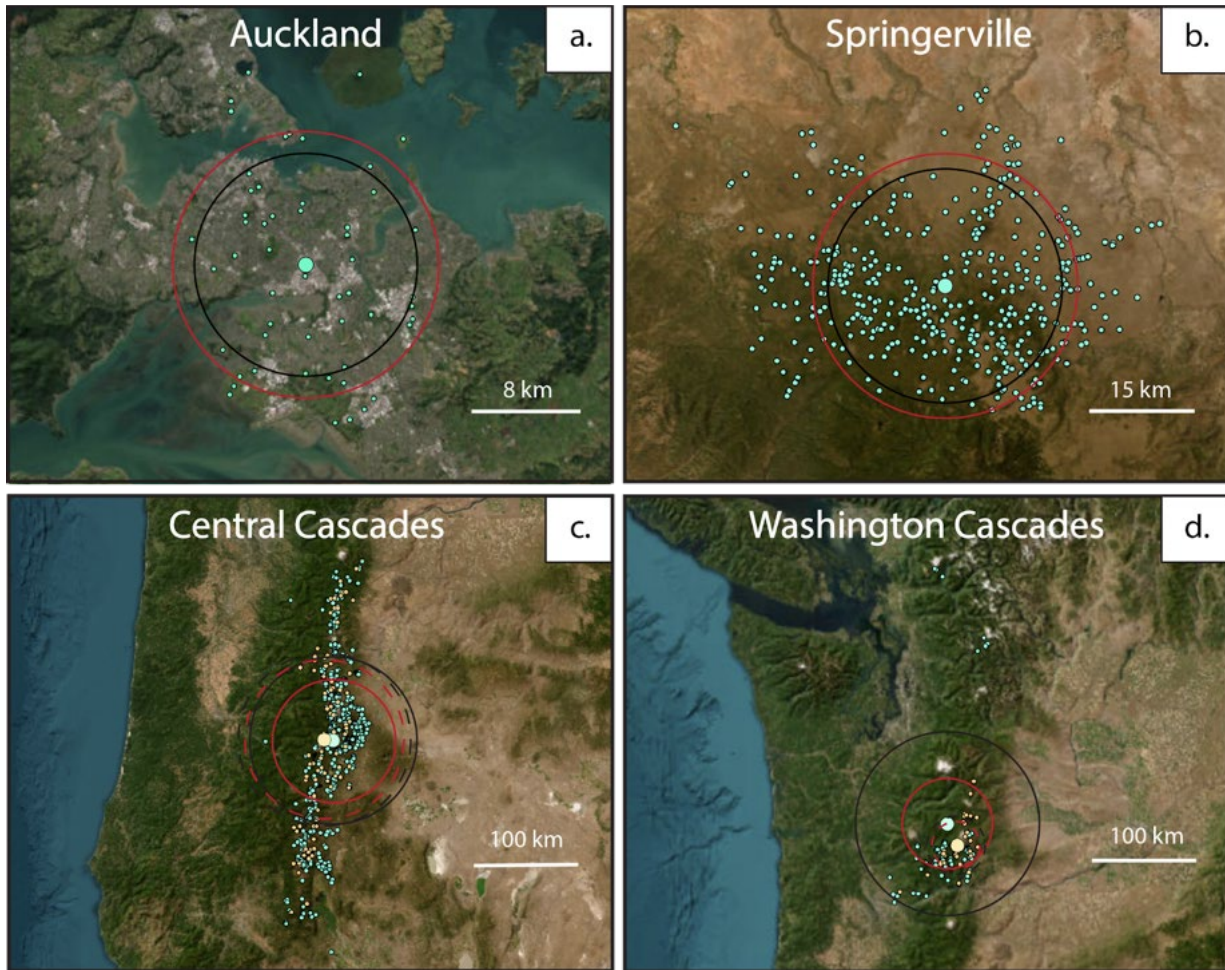 Auckland
a.
8 km
Springerville
b.
15 km
Central Cascades
c.
100 km
Washington Cascades
d.
100 km